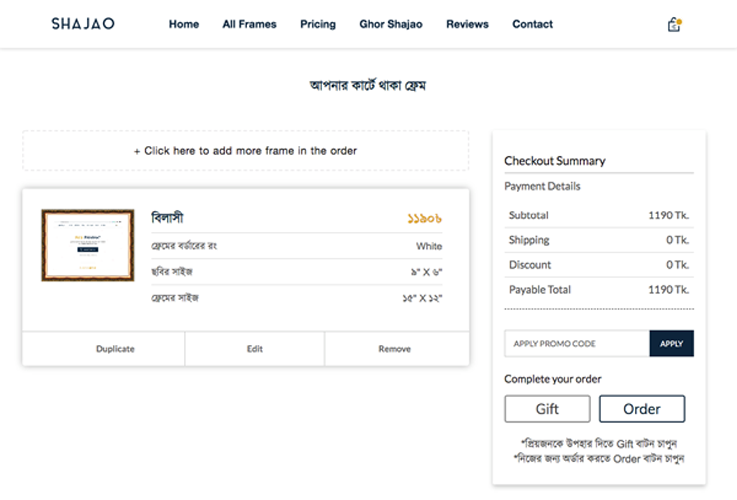 SHAJAO
Home All Frames Pricing Ghor Shajao Reviews Contact
আপনার কার্টে থাকা ফ্রেম
+ Click here to add more frame in the order
বিলাসী ১১৯০৳
ফ্রেমের বর্ডারের রং White
ছবির সাইজ ৯" X ৬"
ফ্রেমের সাইজ ১৫" X ১২"
Duplicate Edit Remove
Checkout Summary
Payment Details
Subtotal 1190 Tk.
Shipping 0 Tk.
Discount 0 Tk.
Payable Total 1190 Tk.
APPLY PROMO CODE APPLY
Complete your order
Gift Order
*প্রিয়জনকে উপহার দিতে Gift বাটন চাপুন
*নিজের জন্য অর্ডার করতে Order বাটন চাপুন